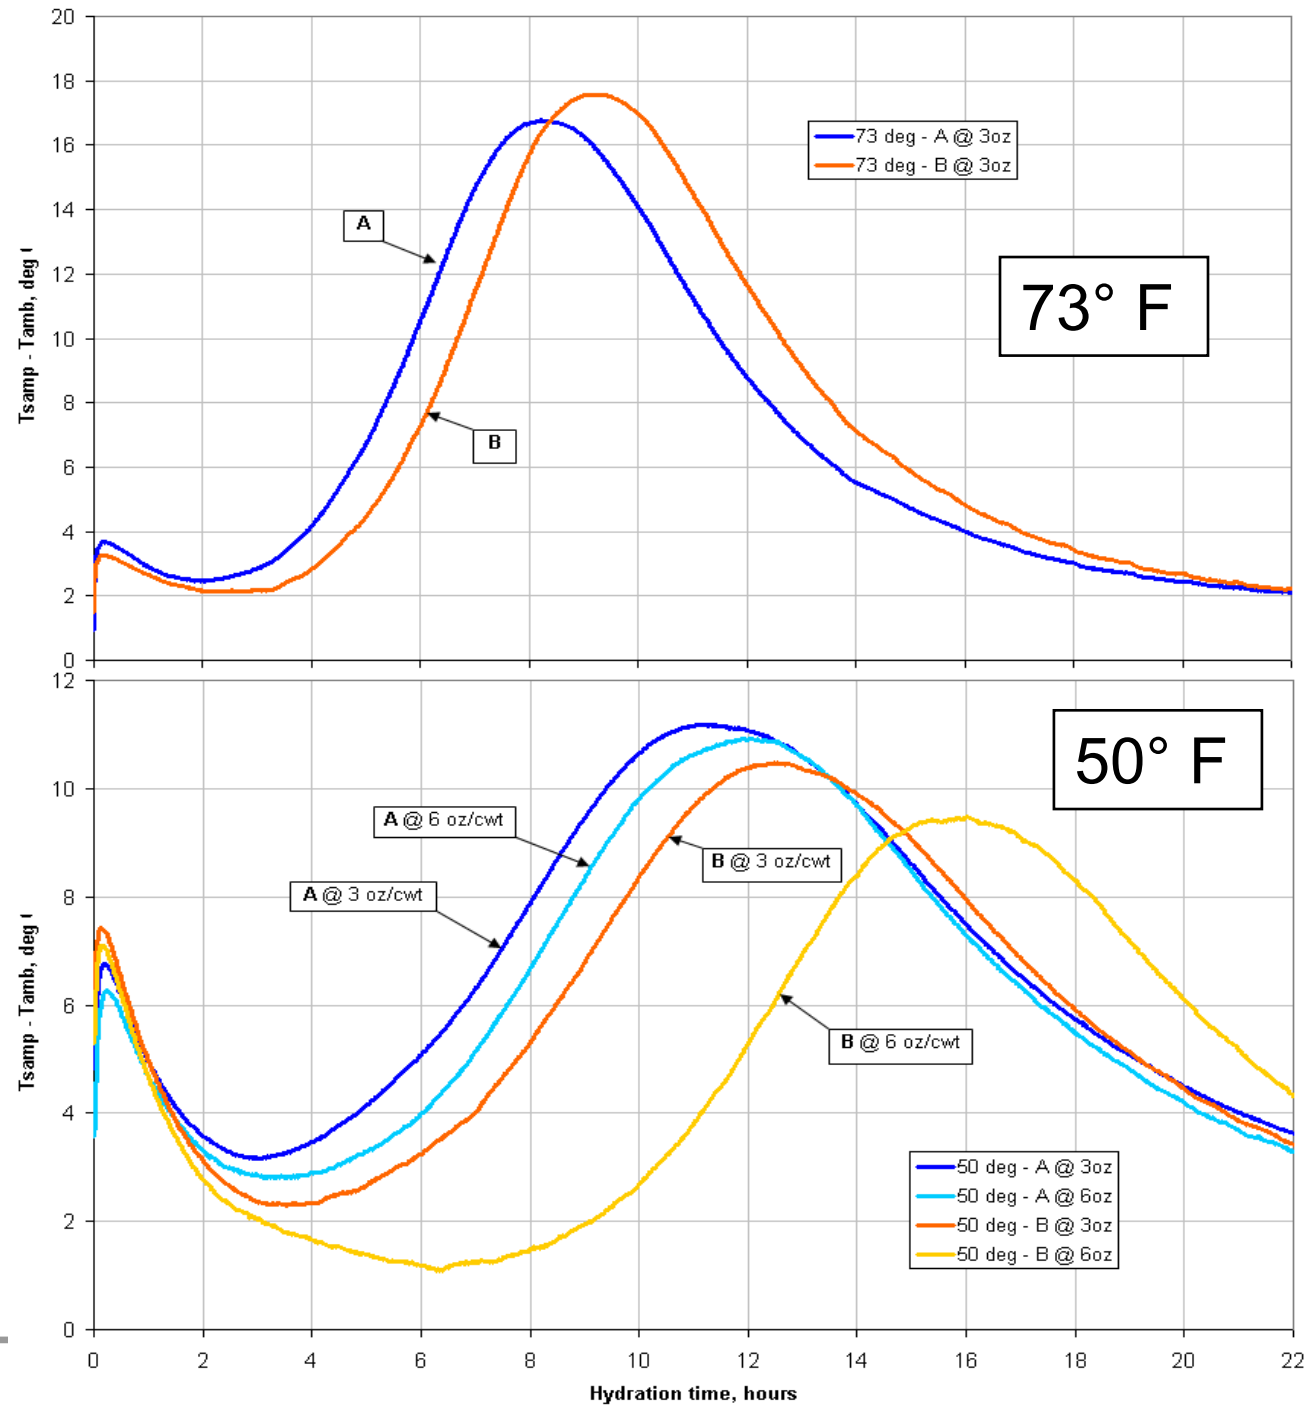 20
18
16
14
12
10
8
6
4
2
0
Tsamp - Tamb, deg
73 deg - A @ 3oz
73 deg - B @ 3oz
A
B
73° F
12
10
8
6
4
2
0
Tsamp - Tamb, deg
50° F
A @ 6 oz/cwt
B @ 3 oz/cwt
A @ 3 oz/cwt
B @ 6 oz/cwt
50 deg - A @ 3oz
50 deg - A @ 6oz
50 deg - B @ 3oz
50 deg - B @ 6oz
0 2 4 6 8 10 12 14 16 18 20 22
Hydration time, hours